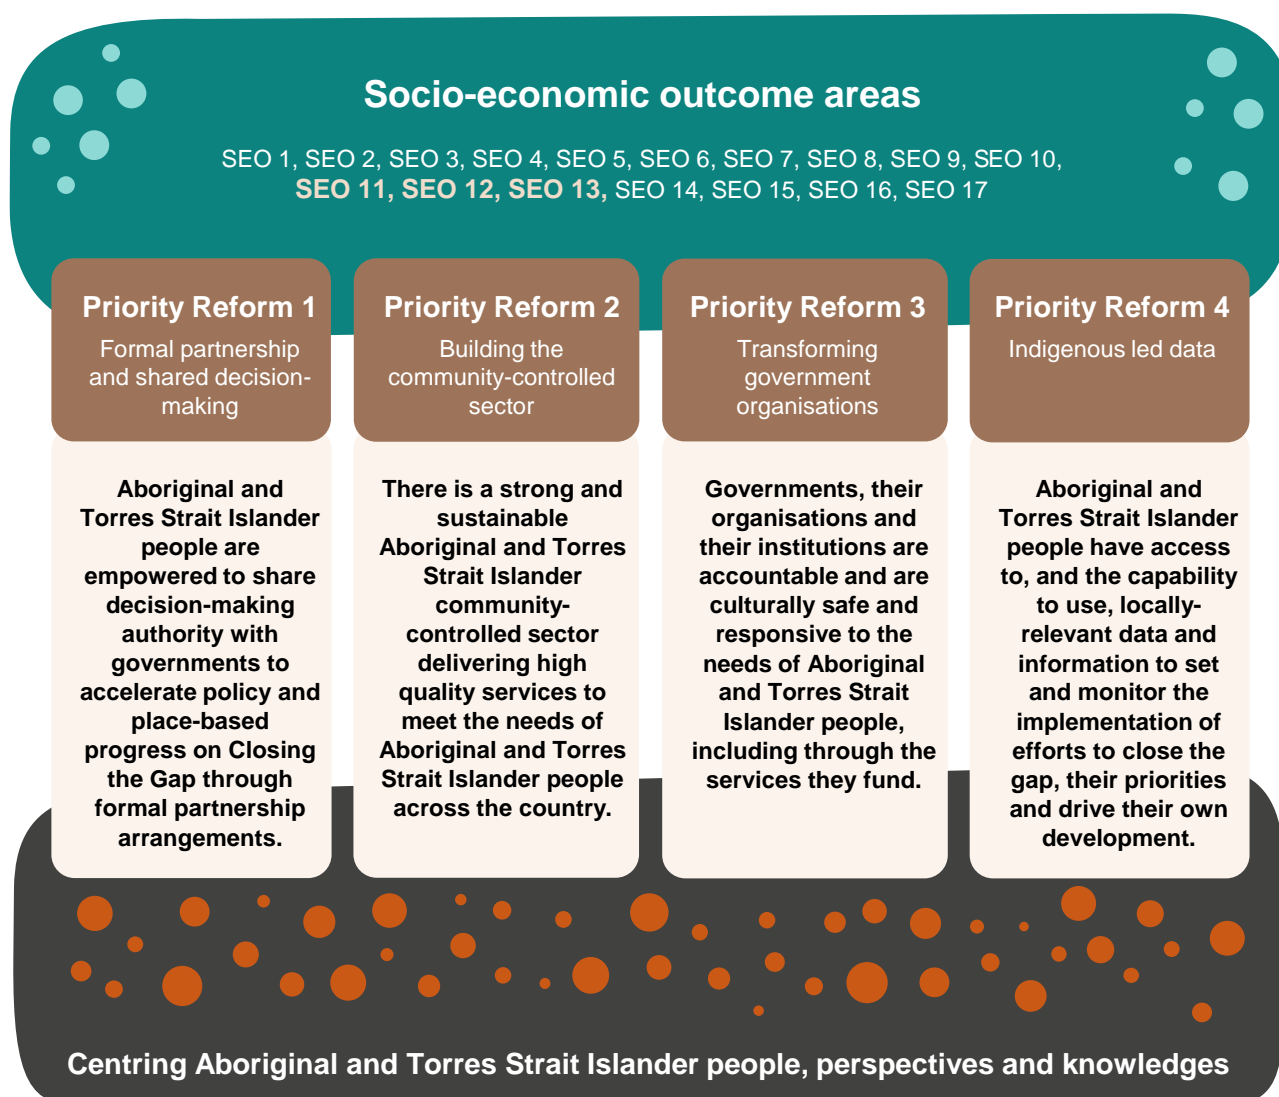 Socio-economic outcome areas
SEO 1, SEO 2, SEO 3, SEO 4, SEO 5, SEO 6, SEO 7, SEO 8, SEO 9, SEO 10,
SEO 11, SEO 12, SEO 13, SEO 14, SEO 15, SEO 16, SEO 17
Priority Reform 1
Formal partnership
and shared decision-
making
Aboriginal and
Torres Strait Islander
people are
empowered to share
decision-making
authority with
governments to
accelerate policy and
place-based
progress on Closing
the Gap through
formal partnership
arrangements.
Priority Reform 2
Building the
community-controlled
sector
There is a strong and
sustainable
Aboriginal and Torres
Strait Islander
community-
controlled sector
delivering high
quality services to
meet the needs of
Aboriginal and Torres
Strait Islander people
across the country.
Priority Reform 3
Transforming
government
organisations
Governments, their
organisations and
their institutions are
accountable and are
culturally safe and
responsive to the
needs of Aboriginal
and Torres Strait
Islander people,
including through the
services they fund.
Priority Reform 4
Indigenous led data
Aboriginal and
Torres Strait Islander
people have access
to, and the capability
to use, locally-
relevant data and
information to set
and monitor the
implementation of
efforts to close the
gap, their priorities
and drive their own
development.
Centring Aboriginal and Torres Strait Islander people, perspectives and knowledges